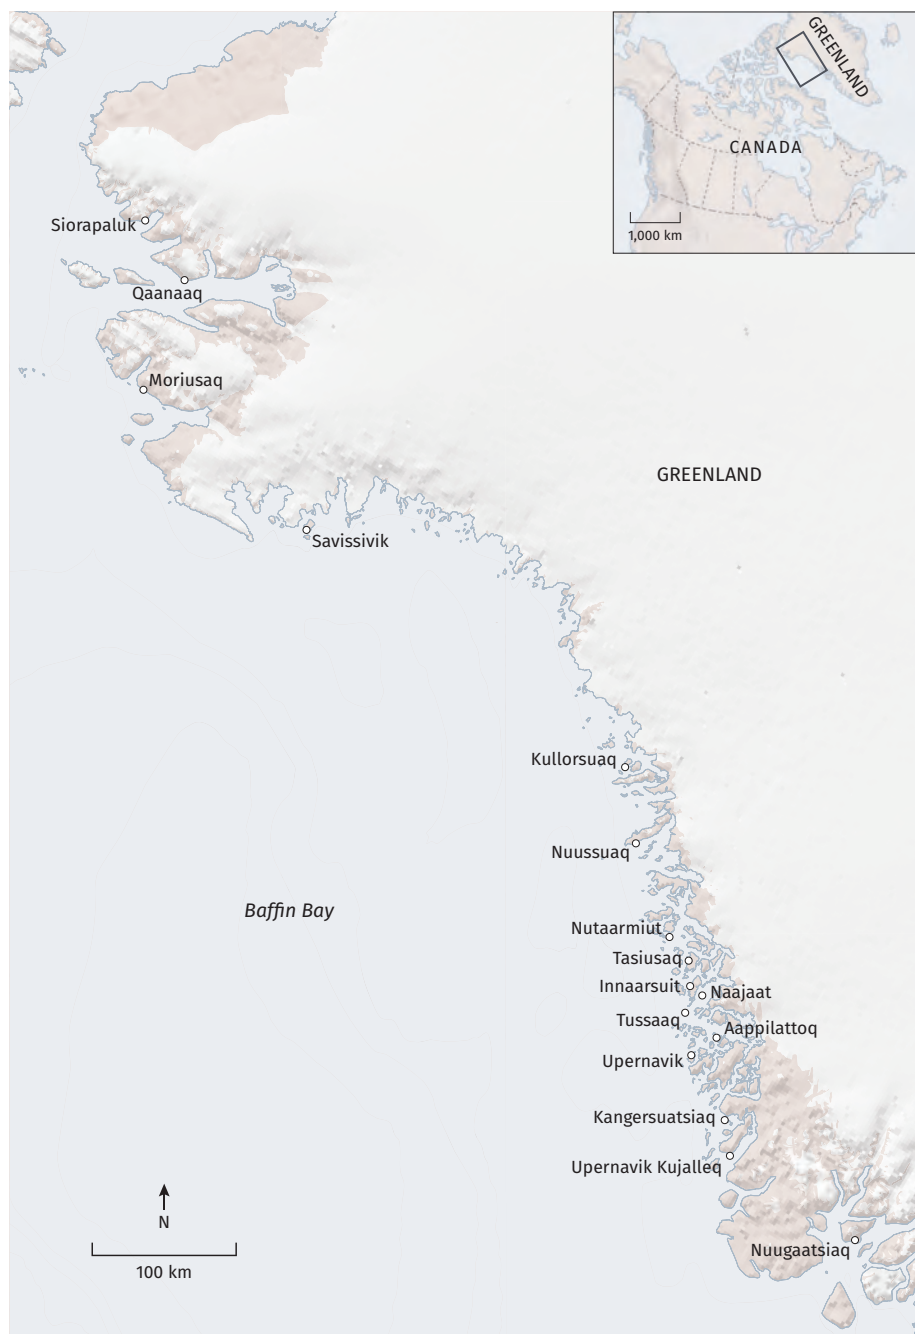 GREENLAND
CANADA
1,000 km
Siorapaluk
Qaanaaq
Moriusaq
GREENLAND
Savissivik
Kullorsuaq
Nuussuaq
Baffin Bay
Nutaarmiut
Tasiusaq
Innaarsuit
Naajaat
Tussaaq
Aappilattoq
Upernavik
Kangersuatsiaq
Upernavik Kujalleq
N
Nuugaatsiaq
100 km